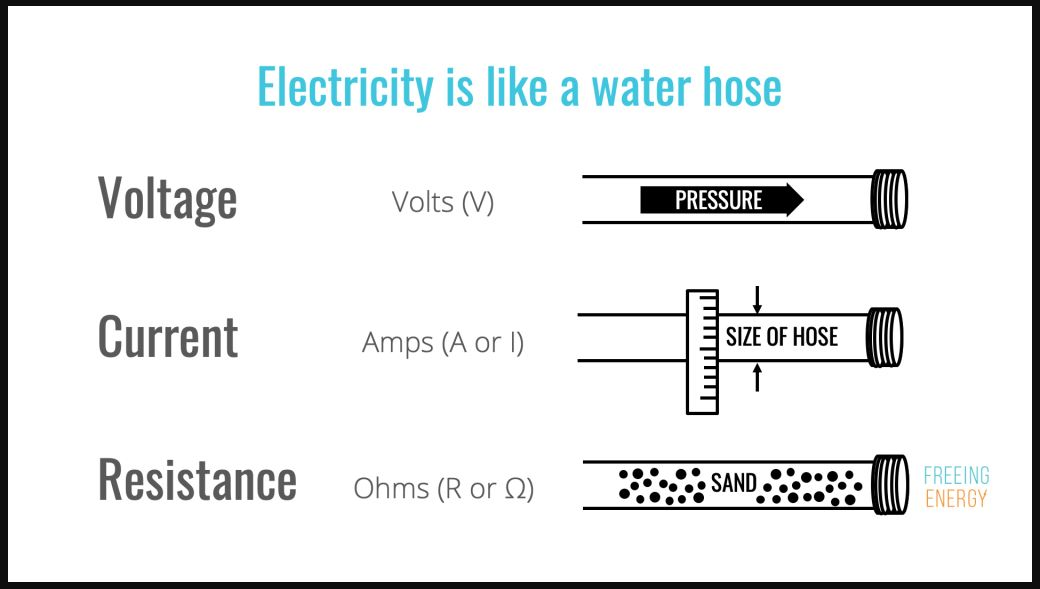 Electricity is like a water hose
Voltage
Volts (V)
PRESSURE
Current
Amps (A or I)
SIZE OF HOSE
Resistance
Ohms (R or Ω)
SAND
FREEING
ENERGY